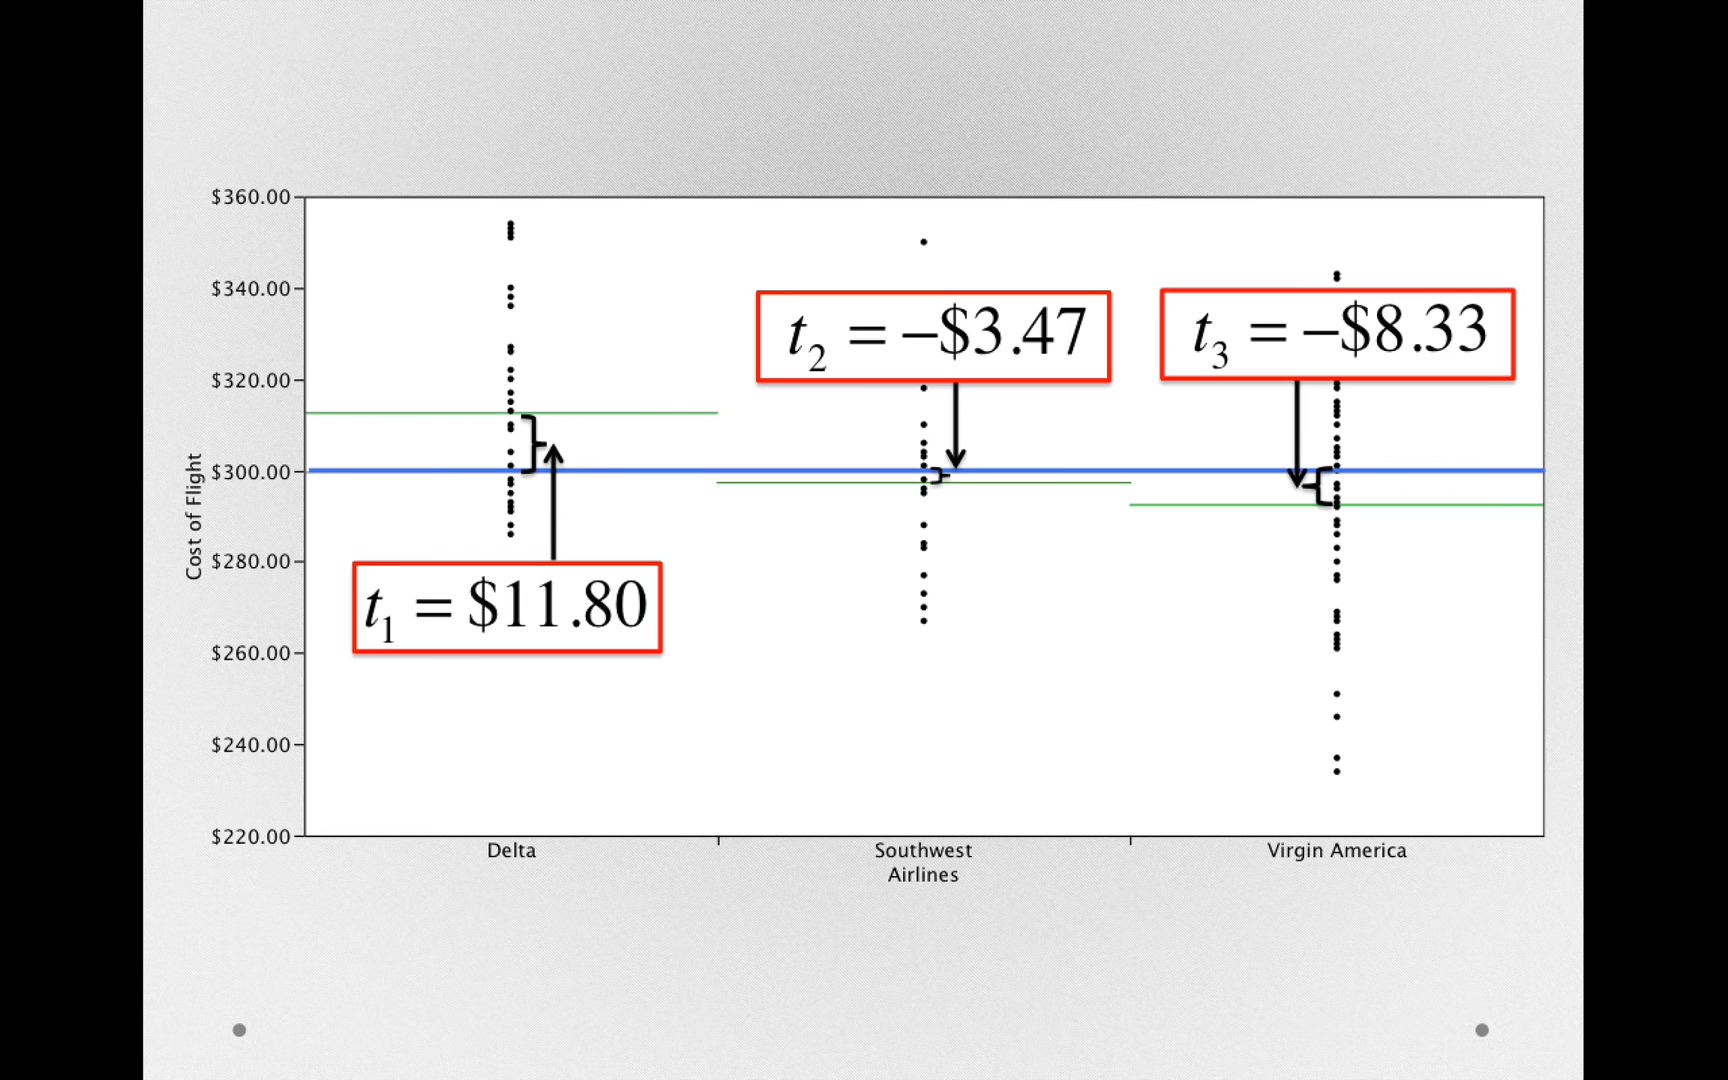 $360.00
$340.00
$320.00
$300.00
$280.00
$260.00
$240.00
$220.00
Cost of Flight
t₂ = –$3.47
t₃ = –$8.33
t₁ = $11.80
Delta
Southwest
Virgin America
Airlines